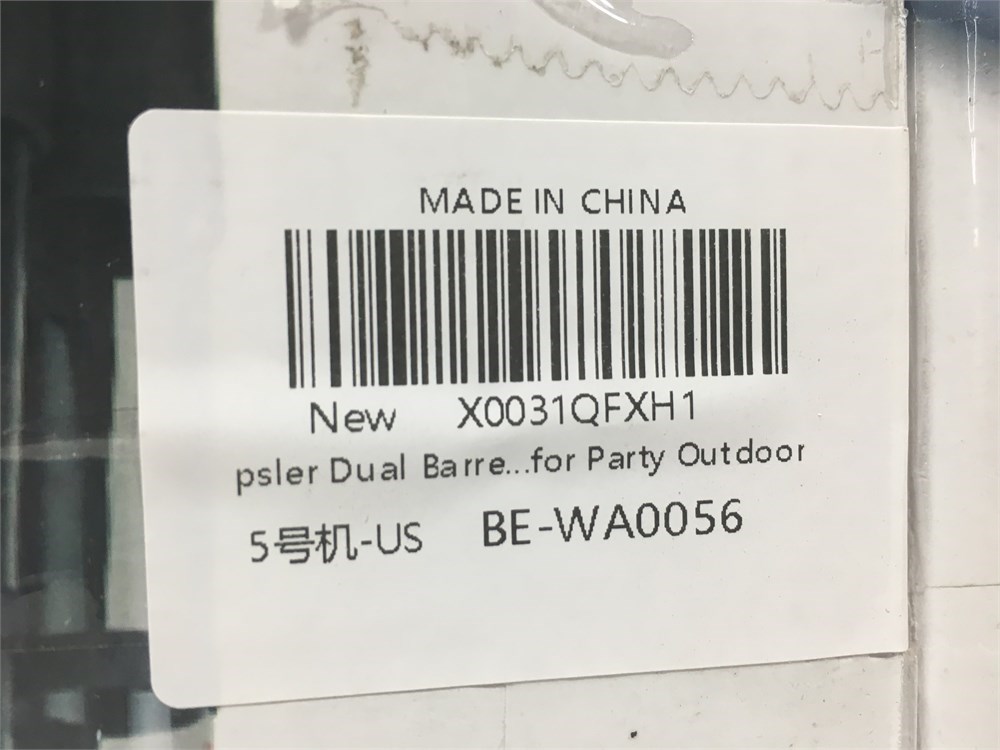 MADE IN CHINA
New X0031QFXH1
psler Dual Barre...for Party Outdoor
5号机-US BE-WA0056